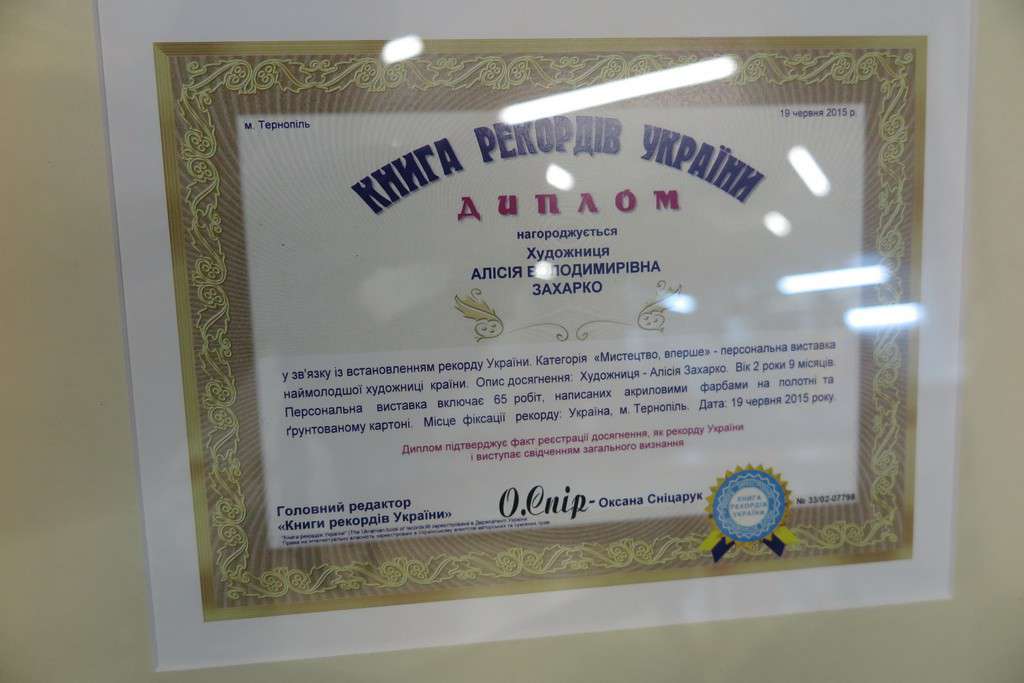 м. Тернопіль
19 червня 2015 р.
КНИГА РЕКОРДІВ УКРАЇНИ
ДИПЛОМ
нагороджується
Художниця
АЛІСІЯ ВОЛОДИМИРІВНА
ЗАХАРКО
у зв'язку із встановленням рекорду України. Категорія «Мистецтво, вперше» - персональна виставка
наймолодшої художниці країни. Опис досягнення: Художниця - Алісія Захарко. Вік 2 роки 9 місяців.
Персональна виставка включає 65 робіт, написаних акриловими фарбами на полотні та
ґрунтованому картоні. Місце фіксації рекорду: Україна, м. Тернопіль. Дата: 19 червня 2015 року.
Диплом підтверджує факт реєстрації досягнення, як рекорду України
і виступає свідченням загального визнання
Головний редактор
«Книги рекордів України»
О.Снір - Оксана Сніцарук
КНИГА
РЕКОРДІВ
УКРАЇНИ
№ 33/02-07798